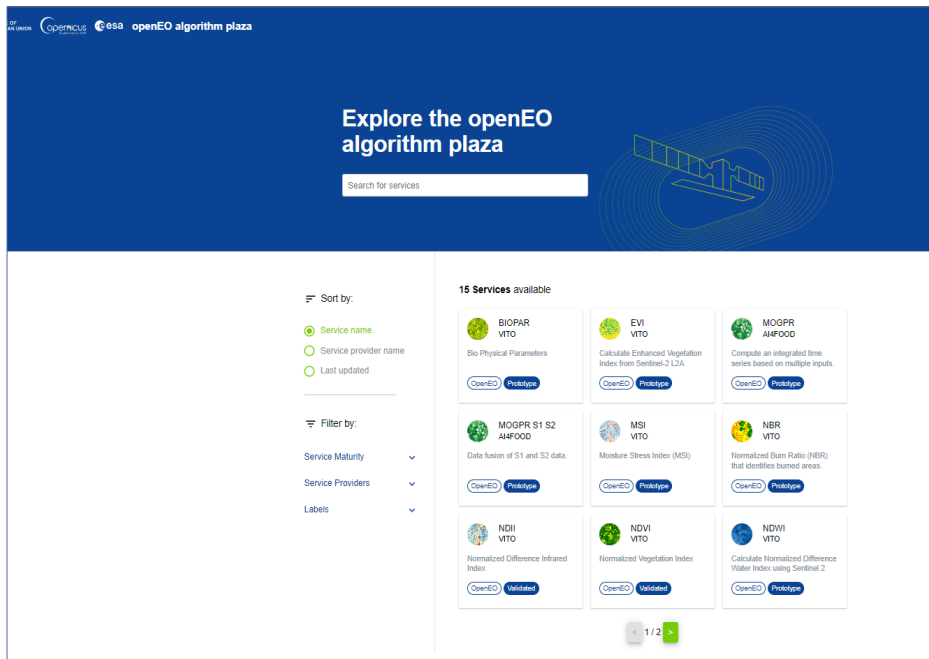 OF
AN UNION
opernicus
esa
openEO algorithm plaza
Explore the openEO
algorithm plaza
Search for services
Sort by:
Service name
Service provider name
Last updated
Filter by:
Service Maturity
Service Providers
Labels
15 Services available
BIOPAR
VITO
Bio Physical Parameters
OpenEO
Prototype
EVI
VITO
Calculate Enhanced Vegetation
Index from Sentinel-2 L2A
OpenEO
Prototype
MOGPR
AI4FOOD
Compute an integrated time
series based on multiple inputs.
OpenEO
Prototype
MOGPR S1 S2
AI4FOOD
Data fusion of S1 and S2 data.
OpenEO
Prototype
MSI
VITO
Moisture Stress Index (MSI)
OpenEO
Prototype
NBR
VITO
Normalized Burn Ratio (NBR)
that identifies burned areas.
OpenEO
Prototype
NDII
VITO
Normalized Difference Infrared
Index
OpenEO
Validated
NDVI
VITO
Normalized Vegetation Index
OpenEO
Validated
NDWI
VITO
Calculate Normalized Difference
Water Index using Sentinel 2
OpenEO
Prototype
< 1 / 2 >